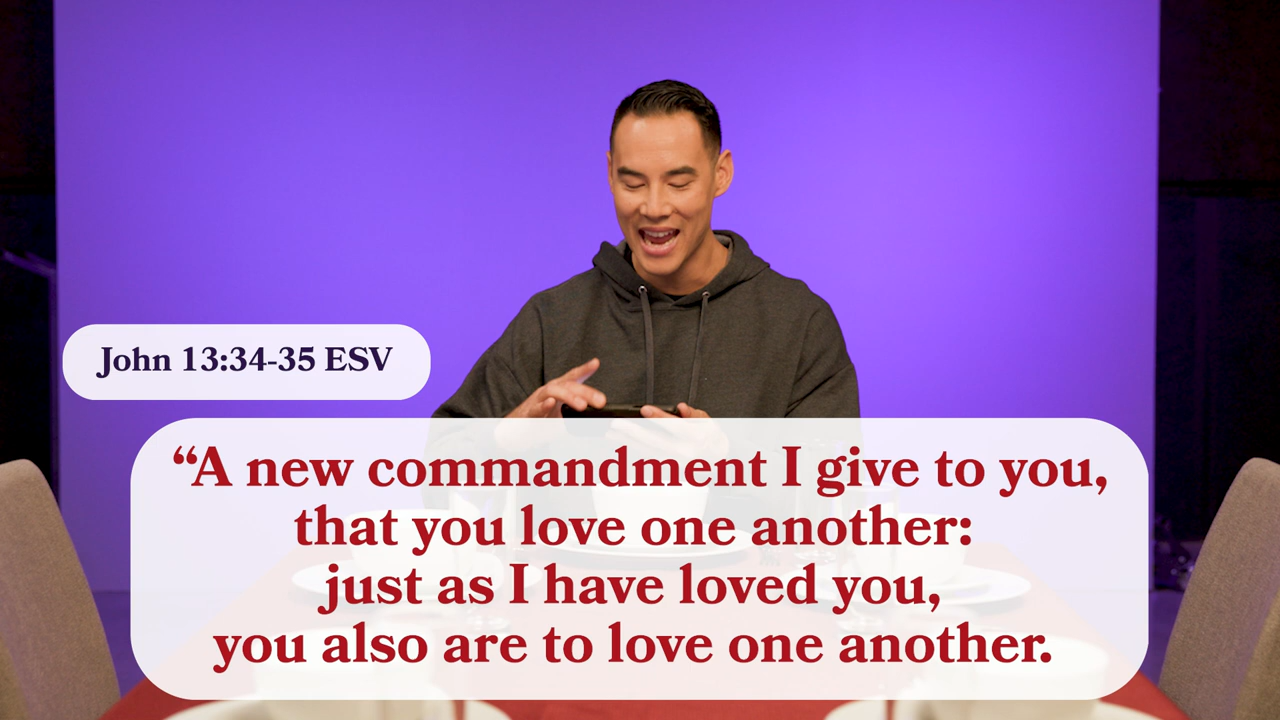 John 13:34-35 ESV
“A new commandment I give to you,
that you love one another:
just as I have loved you,
you also are to love one another.